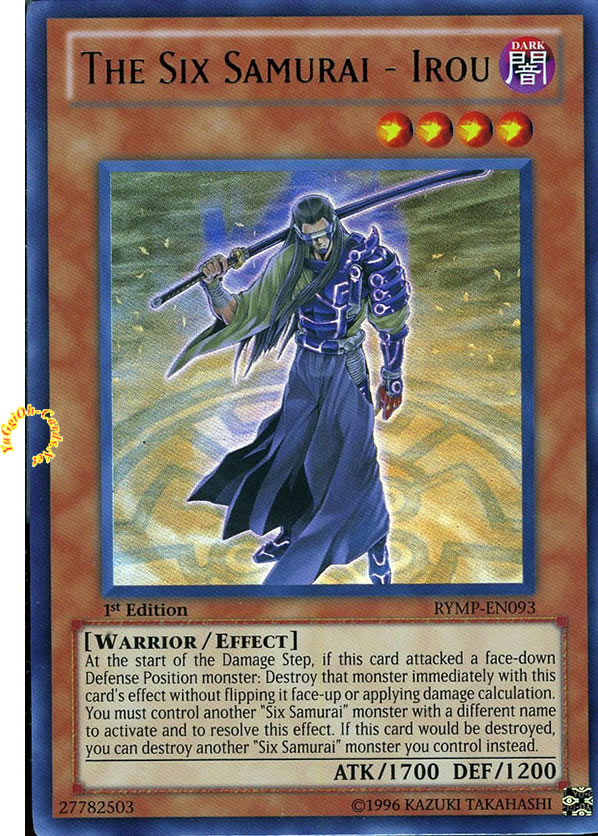 THE SIX SAMURAI - IROU
DARK
闇
1st Edition
RYMP-EN093
[WARRIOR / EFFECT]
At the start of the Damage Step, if this card attacked a face-down
Defense Position monster: Destroy that monster immediately with this
card's effect without flipping it face-up or applying damage calculation.
You must control another "Six Samurai" monster with a different name
to activate and to resolve this effect. If this card would be destroyed,
you can destroy another "Six Samurai" monster you control instead.
ATK/1700 DEF/1200
27782503
©1996 KAZUKI TAKAHASHI
YuGgiOh-Cards.Net